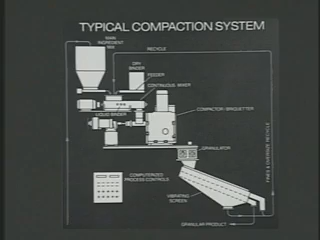 TYPICAL COMPACTION SYSTEM
MAIN
INGREDIENT
BIN
RECYCLE
DRY
BINDER
FEEDER
CONTINUOUS MIXER
LIQUID BINDER
COMPACTOR/BRIQUETTER
GRANULATOR
COMPUTERIZED
PROCESS CONTROLS
VIBRATING
SCREEN
FINES & OVERSIZE RECYCLE
GRANULAR PRODUCT